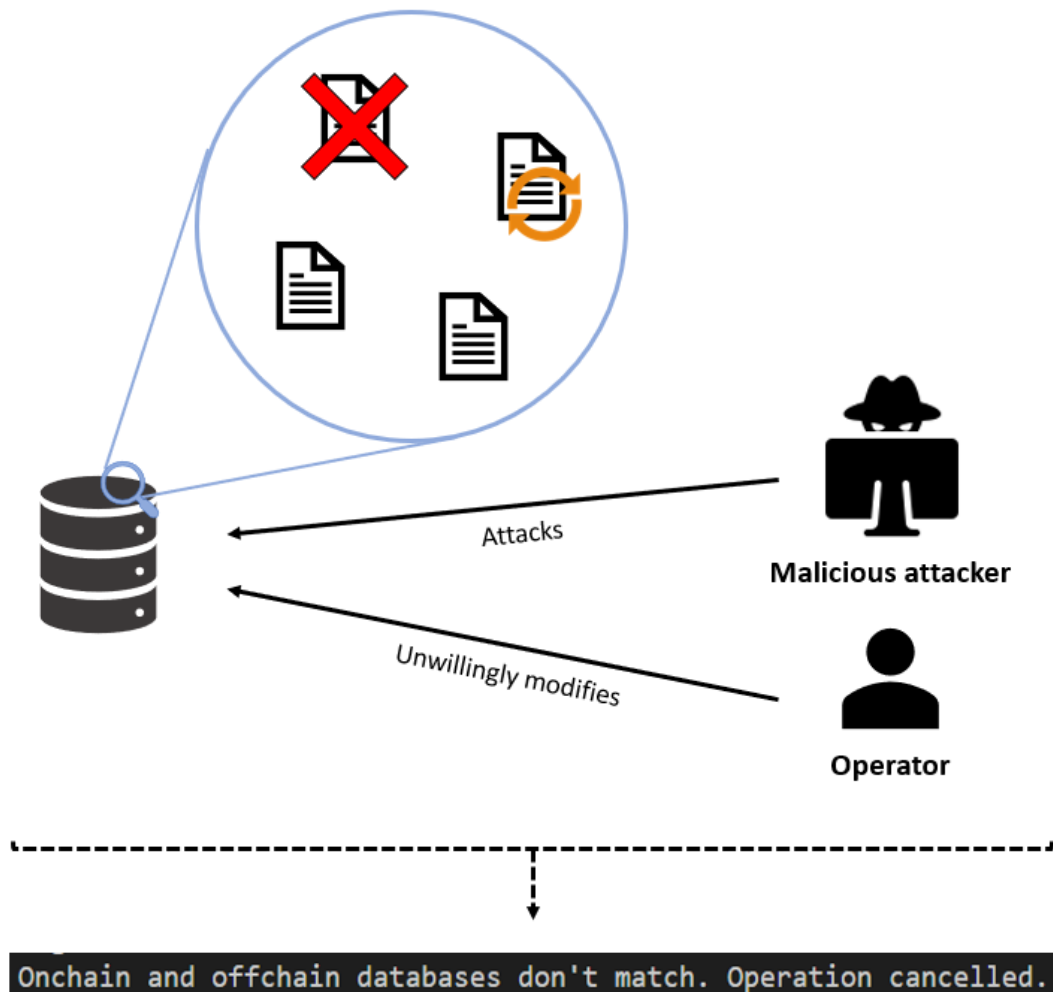 Attacks
Malicious attacker
Unwillingly modifies
Operator
Onchain and offchain databases don't match. Operation cancelled.